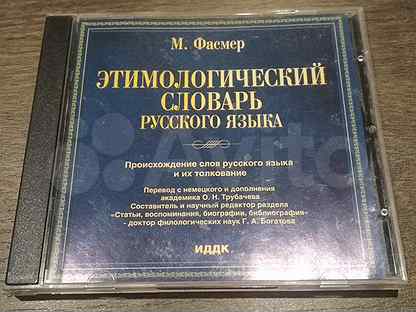 М. Фасмер
ЭТИМОЛОГИЧЕСКИЙ
СЛОВАРЬ
РУССКОГО ЯЗЫКА
Происхождение слов русского языка
и их толкование
Перевод с немецкого и дополнения
академика О. Н. Трубачева
Составитель и научный редактор раздела
«Статьи, воспоминания, биографии, библиография» -
- доктор филологических наук Г. А. Богатова
ИДДК
Avito